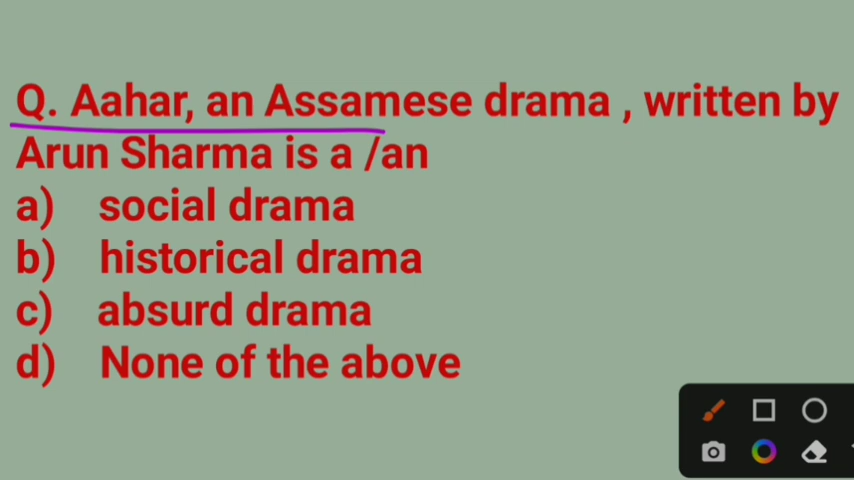 Q. Aahar, an Assamese drama , written by
Arun Sharma is a /an
a) social drama
b) historical drama
c) absurd drama
d) None of the above